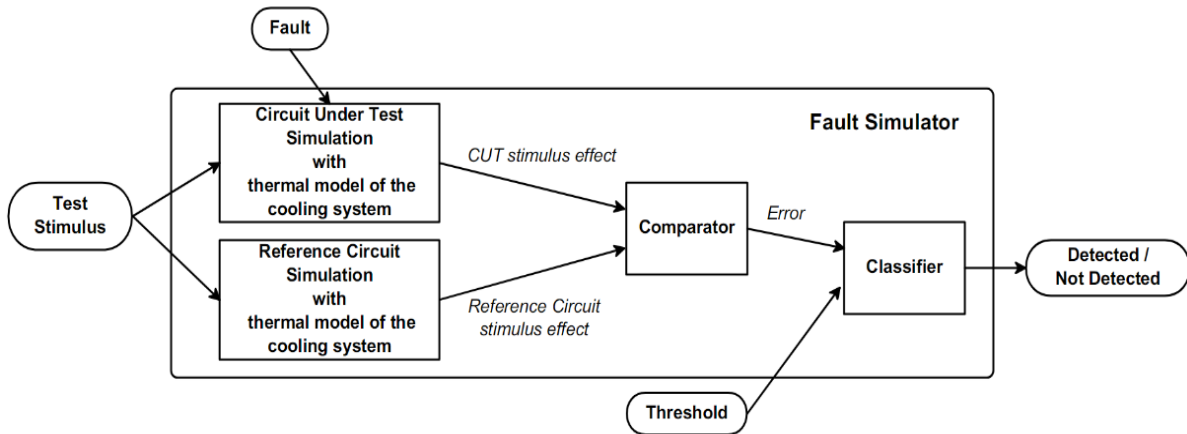 Fault
Circuit Under Test
Simulation
with
thermal model of the
cooling system
Fault Simulator
CUT stimulus effect
Test
Stimulus
Comparator
Error
Classifier
Detected /
Not Detected
Reference Circuit
Simulation
with
thermal model of the
cooling system
Reference Circuit
stimulus effect
Threshold